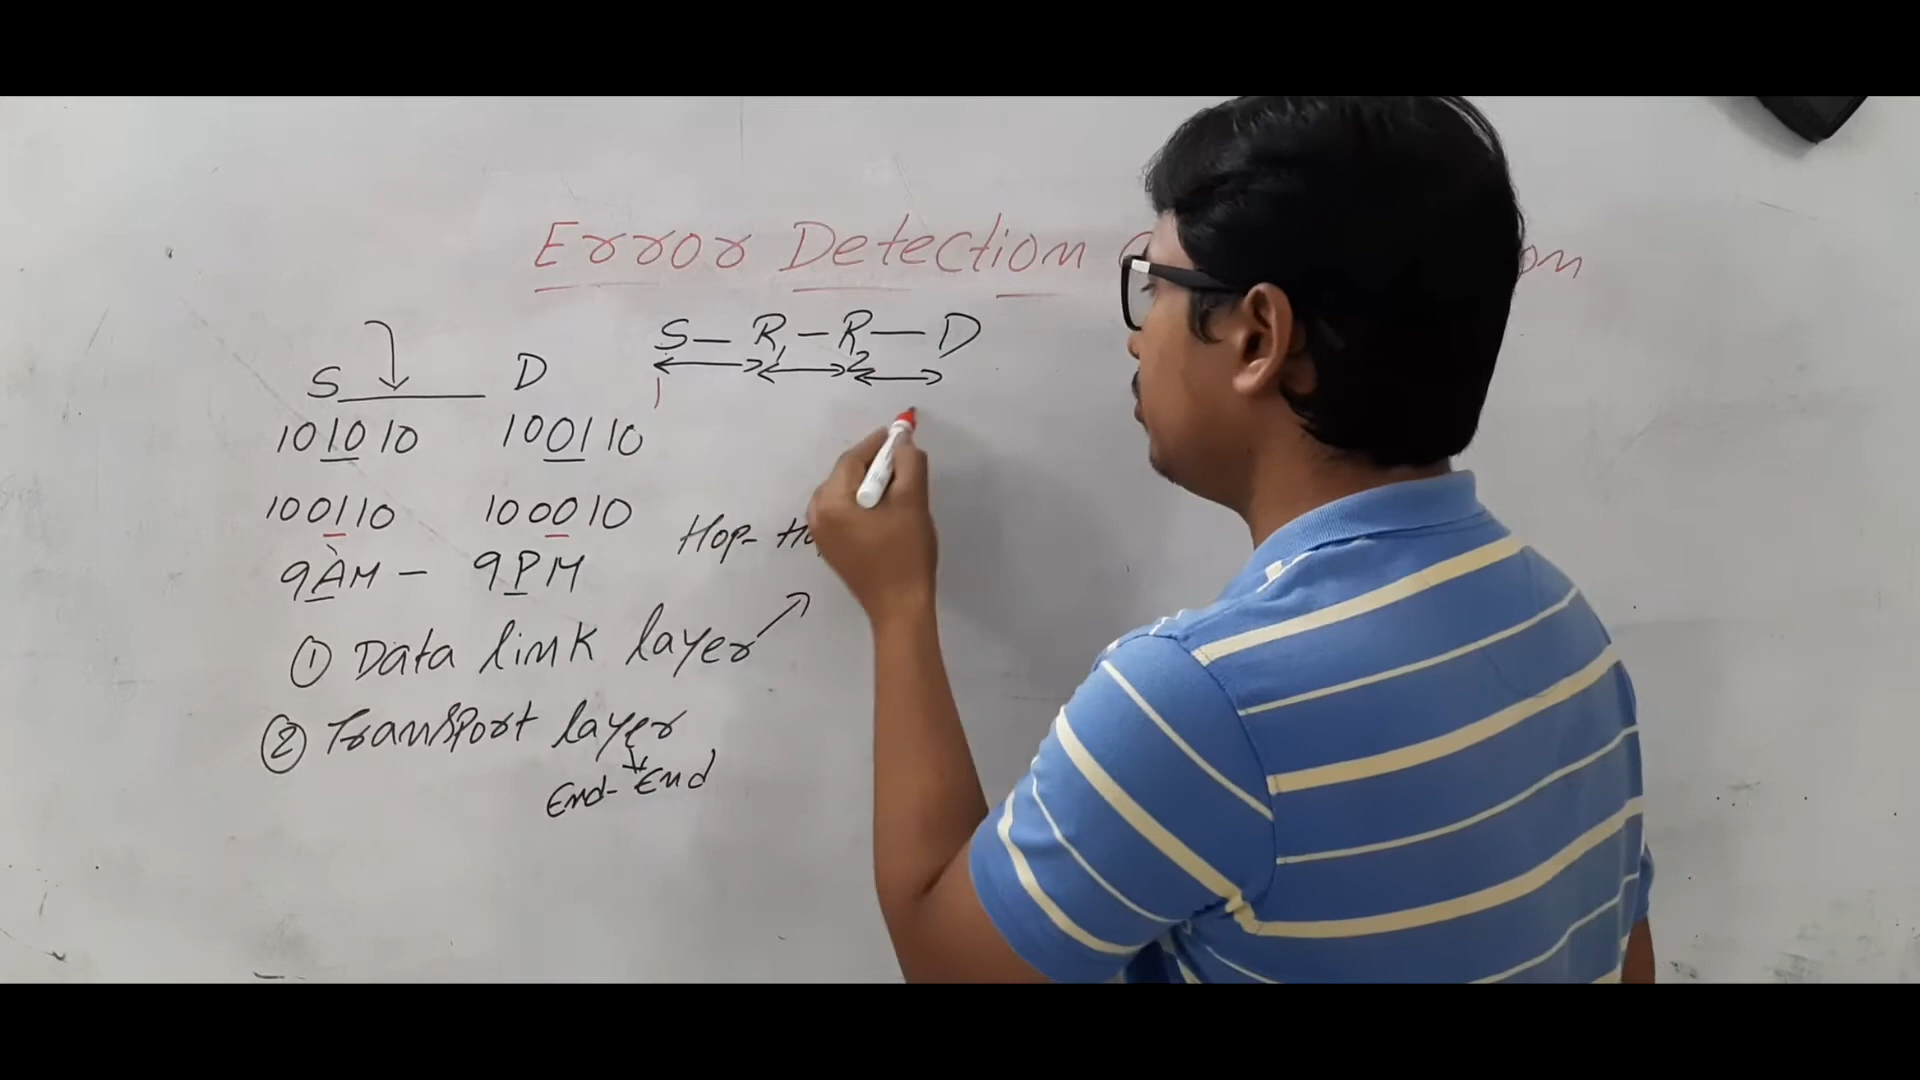 Error Detection
S D
101010 100110
100110 100010
9AM - 9PM
① Data link layer
② Transport layer
End-End
S — R1 — R2 — D
Hop-